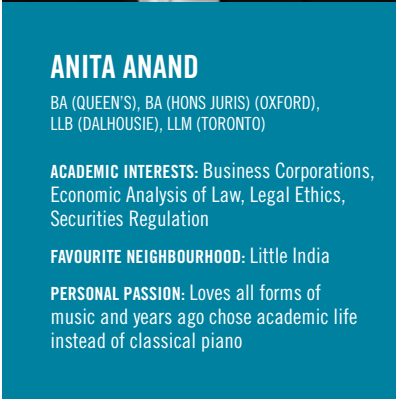 ANITA ANAND
BA (QUEEN'S), BA (HONS JURIS) (OXFORD),
LLB (DALHOUSIE), LLM (TORONTO)
ACADEMIC INTERESTS: Business Corporations,
Economic Analysis of Law, Legal Ethics,
Securities Regulation
FAVOURITE NEIGHBOURHOOD: Little India
PERSONAL PASSION: Loves all forms of
music and years ago chose academic life
instead of classical piano